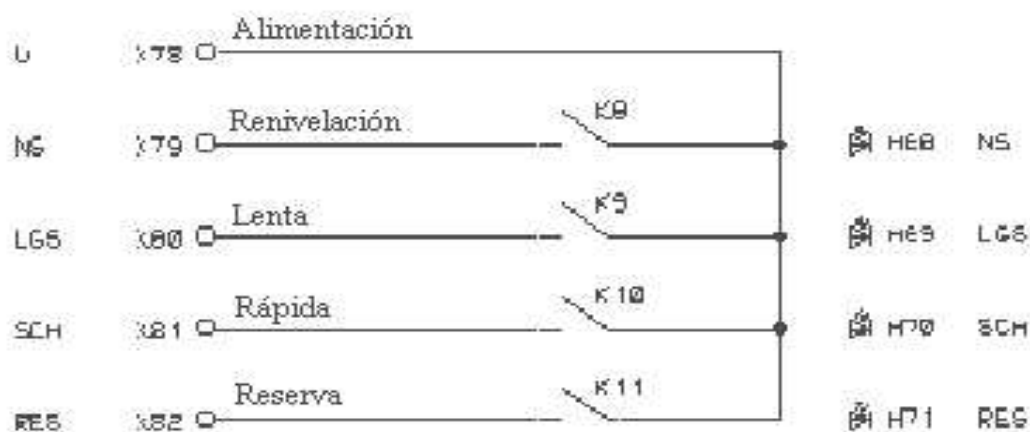 Alimentación
X78
Renivelación K8
NS X79 H68 NS
Lenta K9
LGS X80 H69 LGS
Rápida K10
SCH X81 H70 SCH
Reserva K11
RES X82 H71 RES